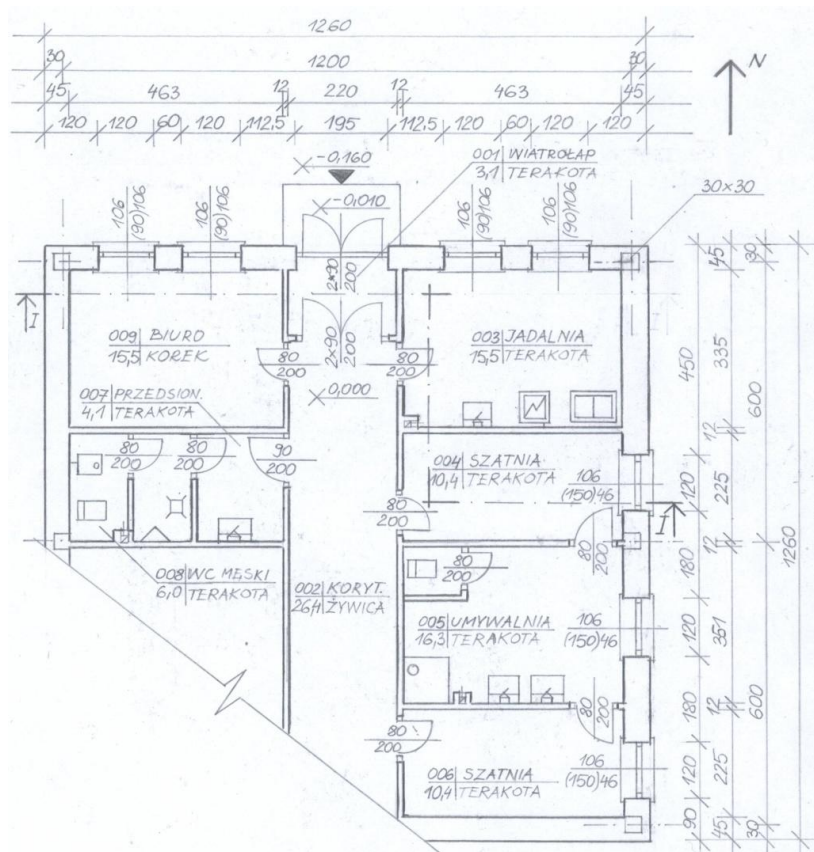 1260
30 1200 30
45 463 12 220 12 463 45
120 120 60 120 112,5 195 112,5 120 60 120 120
N
-0,160
001 WIATROŁAP
3,1 TERAKOTA
30×30
106
(90)106
106
(90)106
-0,010
106
(90)106
106
(90)106
2×90
200
I
009 BIURO
15,5 KOREK
80
200
2×90
200
80
200
003 JADALNIA
15,5 TERAKOTA
007 PRZEDSION.
4,1 TERAKOTA
±0,000
80
200
80
200
90
200
004 SZATNIA
10,4 TERAKOTA
106
(150)46
80
200
I
80
200
008 WC MĘSKI
6,0 TERAKOTA
002 KORYT.
26,4 ŻYWICA
80
200
005 UMYWALNIA
16,3 TERAKOTA
106
(150)46
80
200
80
200
006 SZATNIA
10,4 TERAKOTA
106
(150)46
450 120 180 120 180 120 90
45 335 12 225 12 351 12 225 45
30 600 600 30
1260